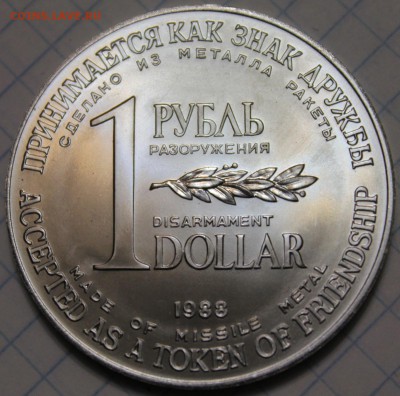 ПРИНИМАЕТСЯ КАК ЗНАК ДРУЖБЫ
СДЕЛАНО ИЗ МЕТАЛЛА РАКЕТЫ
1 РУБЛЬ
РАЗОРУЖЕНИЯ
DISARMAMENT
DOLLAR
1988
MADE OF MISSILE METAL
ACCEPTED AS A TOKEN OF FRIENDSHIP